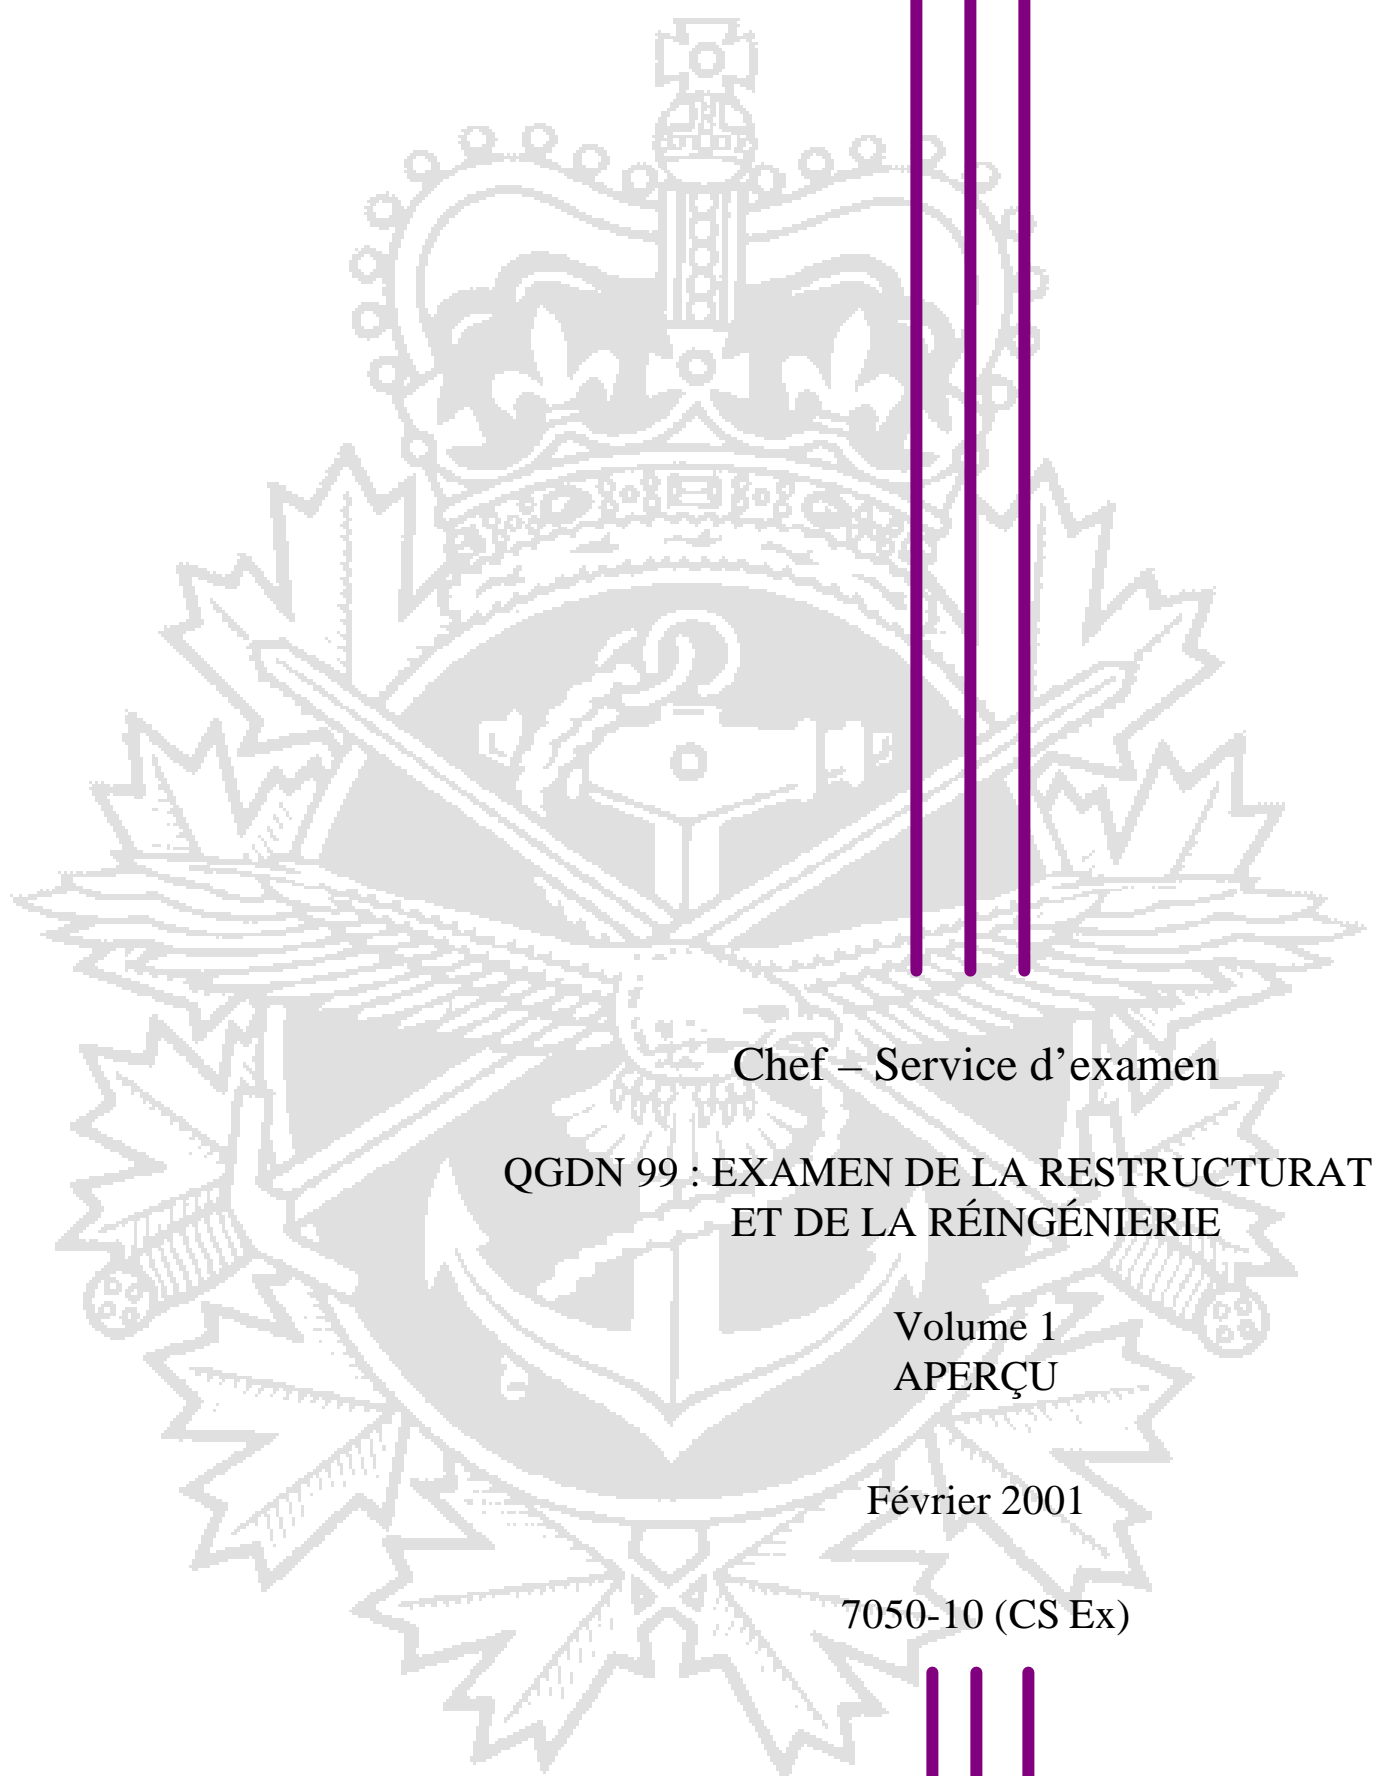 Chef – Service d’examen
QGDN 99 : EXAMEN DE LA RESTRUCTURAT
ET DE LA RÉINGÉNIERIE
Volume 1
APERÇU
Février 2001
7050-10 (CS Ex)